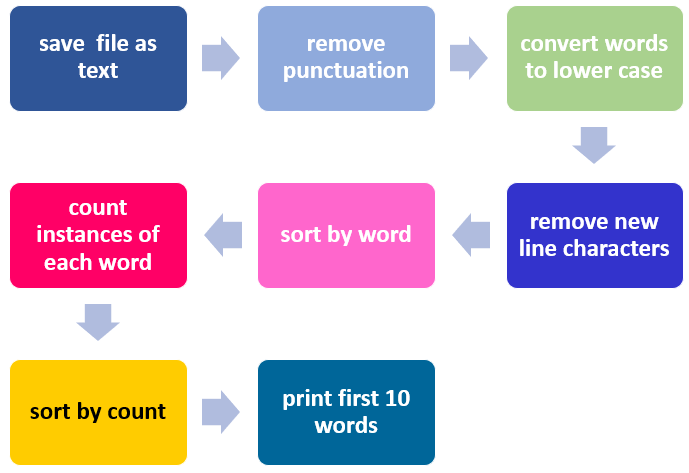 save  file as
text
remove
punctuation
convert words
to lower case
remove new
line characters
sort by word
count
instances of
each word
sort by count
print first 10
words